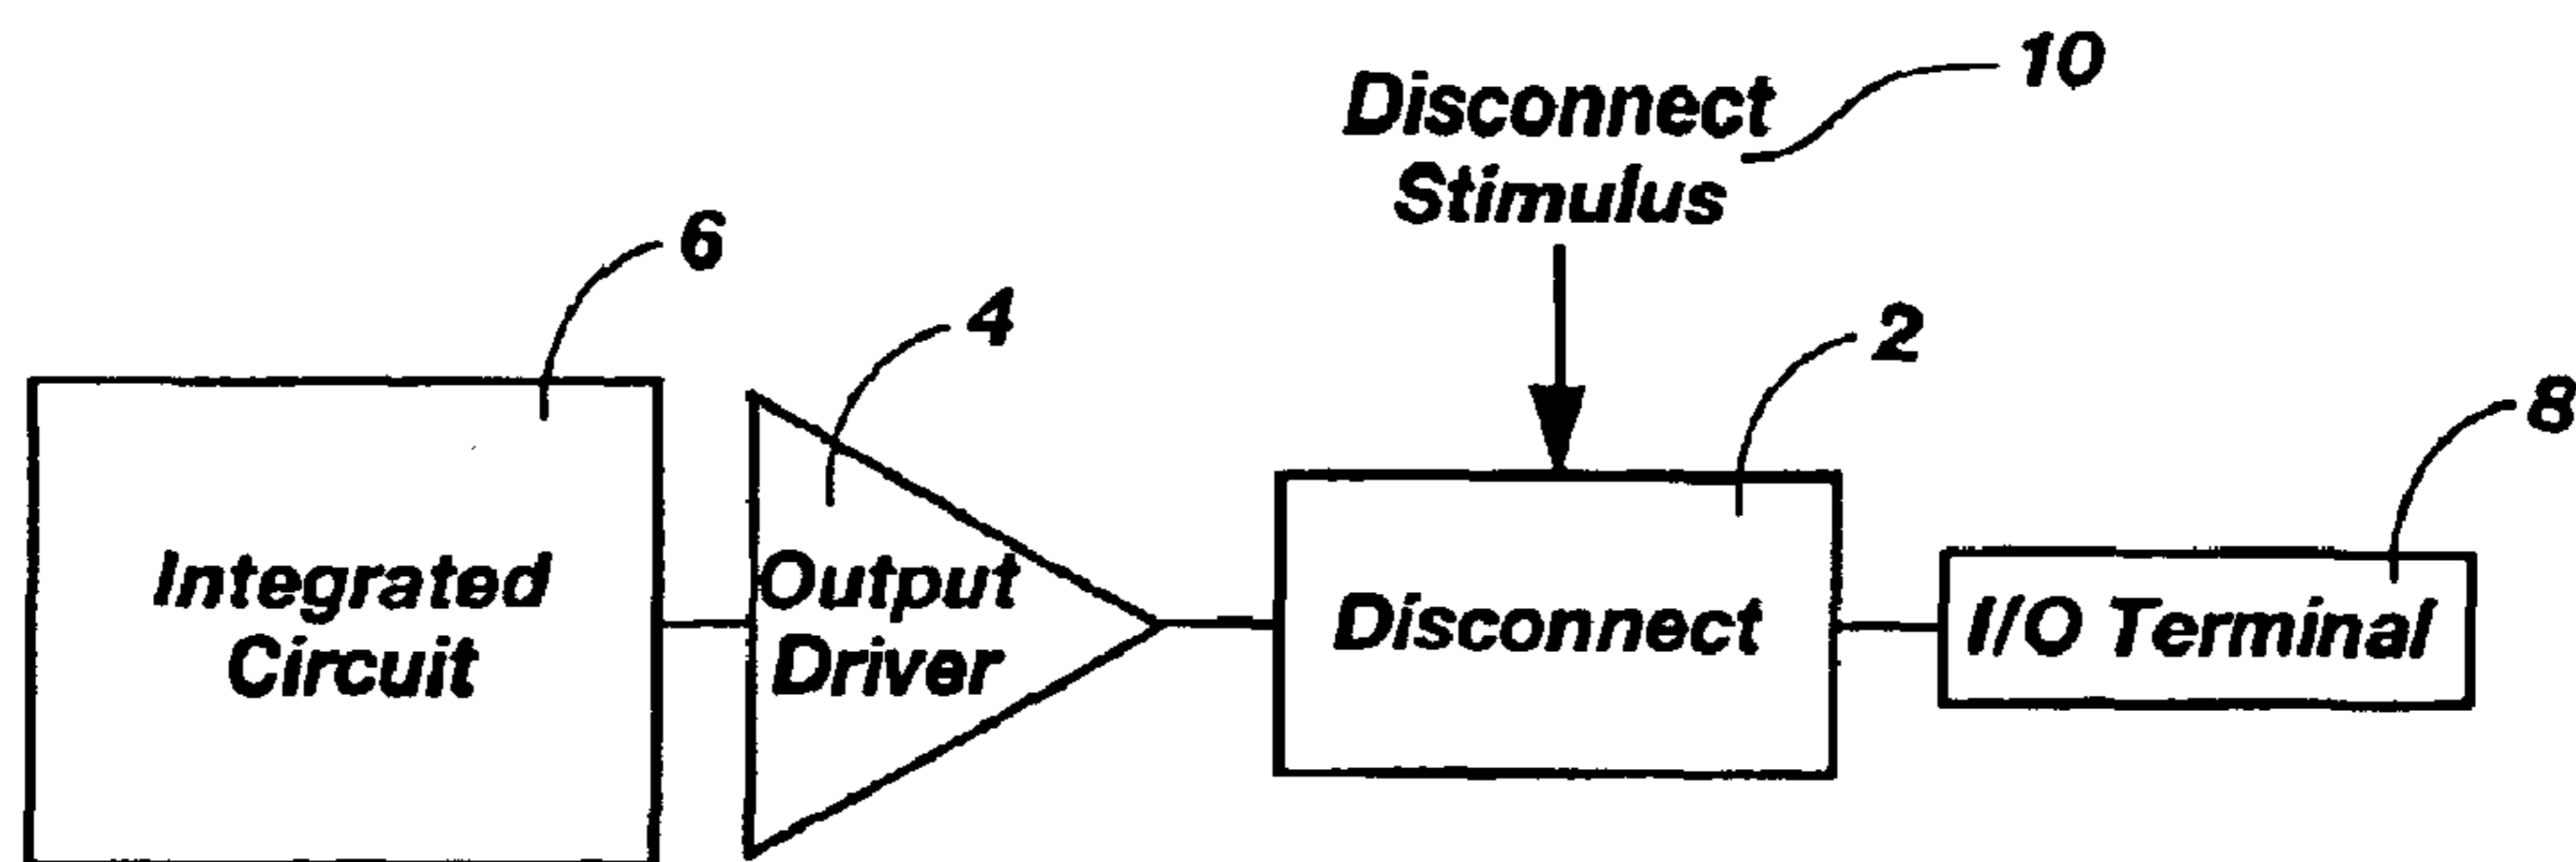 10
Disconnect
Stimulus
6
4
2
8
Integrated
Circuit
Output
Driver
Disconnect
I/O Terminal